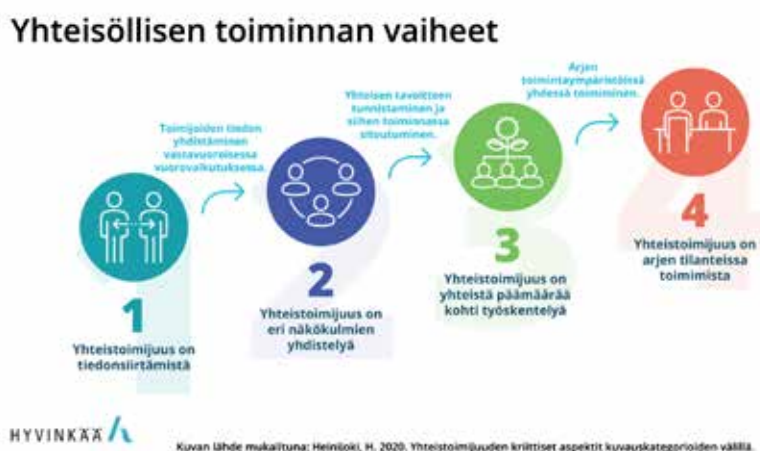 Yhteisöllisen toiminnan vaiheet
Toimijoiden tiedon
yhdistäminen
vastavuoroisessa
vuorovaikutuksessa.
Yhteisen tavoitteen
tunnistaminen ja
siihen toiminnassa
sitoutuminen.
Arjen
toimintaympäristöissä
yhdessä toimiminen.
1
Yhteistoimijuus on
tiedonsiirtämistä
2
Yhteistoimijuus on
eri näkökulmien
yhdistelyä
3
Yhteistoimijuus on
yhteistä päämäärää
kohti työskentelyä
4
Yhteistoimijuus on
arjen tilanteissa
toimimista
HYVINKÄÄ
Kuvan lähde mukailtuna: H. 2020. Yhteistoimijuuden kriittiset aspektit kuvauskategorioiden välillä.